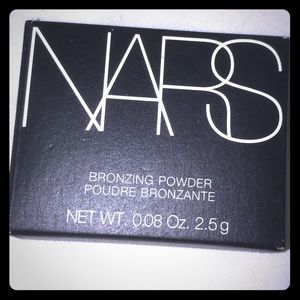 NARS
BRONZING POWDER
POUDRE BRONZANTE
NET WT. 0.08 Oz. 2.5 g